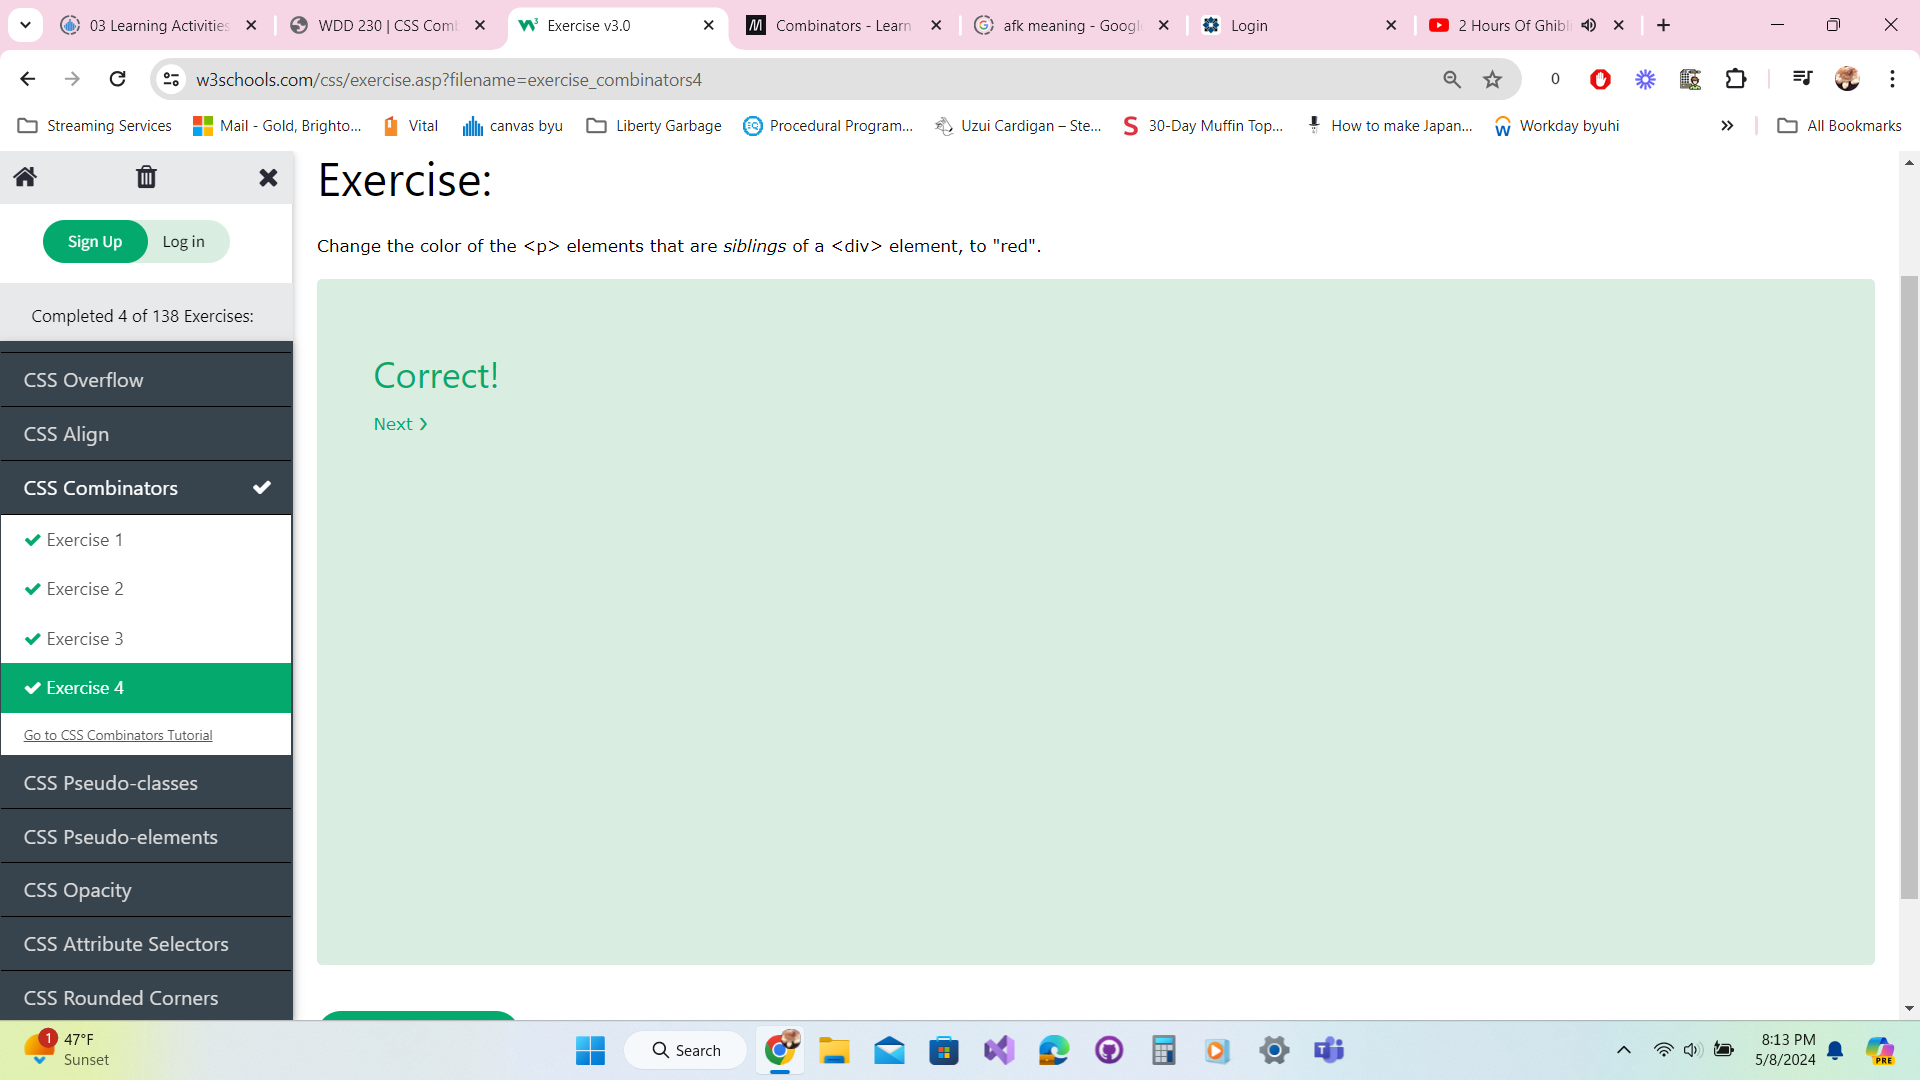 03 Learning Activities
WDD 230 | CSS Comb
Exercise v3.0
Combinators - Learn
afk meaning - Googl
Login
2 Hours Of Ghibli
w3schools.com/css/exercise.asp?filename=exercise_combinators4
0
Streaming Services
Mail - Gold, Brighto...
Vital
canvas byu
Liberty Garbage
Procedural Program...
Uzui Cardigan – Ste...
30-Day Muffin Top...
How to make Japan...
Workday byuhi
All Bookmarks
Sign Up
Log in
Completed 4 of 138 Exercises:
CSS Overflow
CSS Align
CSS Combinators
Exercise 1
Exercise 2
Exercise 3
Exercise 4
Go to CSS Combinators Tutorial
CSS Pseudo-classes
CSS Pseudo-elements
CSS Opacity
CSS Attribute Selectors
CSS Rounded Corners
Exercise:
Change the color of the <p> elements that are siblings of a <div> element, to "red".
Correct!
Next ❯
1
47°F
Sunset
Search
8:13 PM
5/8/2024
PRE